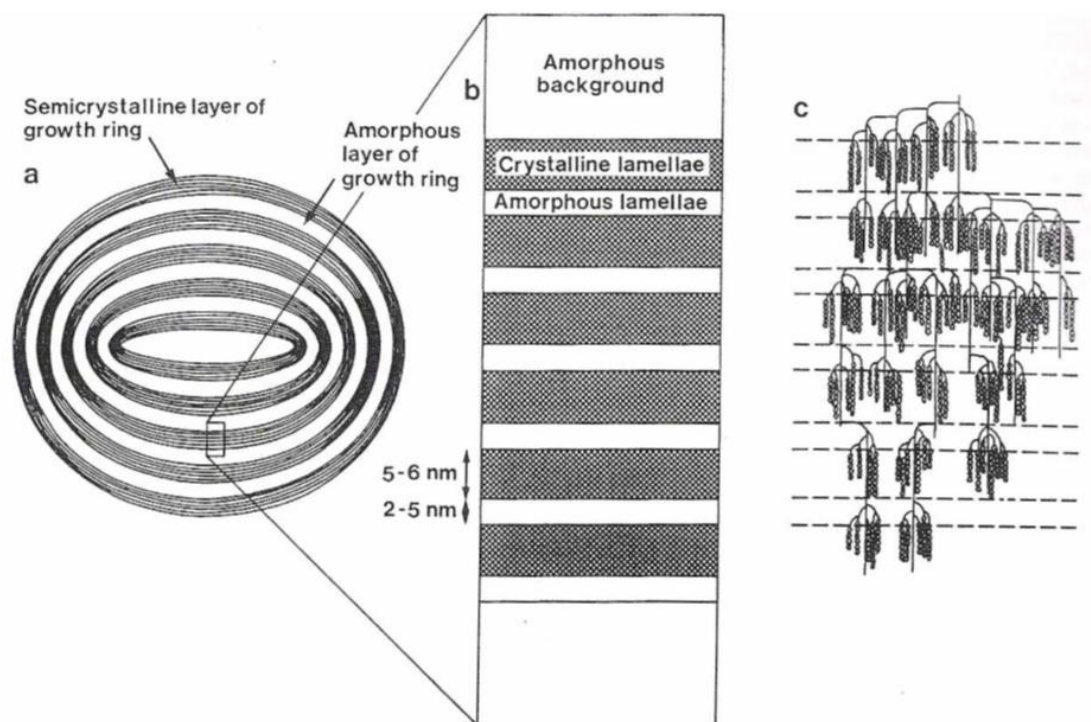 a
Semicrystalline layer of
growth ring
Amorphous
layer of
growth ring
b
Amorphous
background
Crystalline lamellae
Amorphous lamellae
5-6 nm
2-5 nm
c